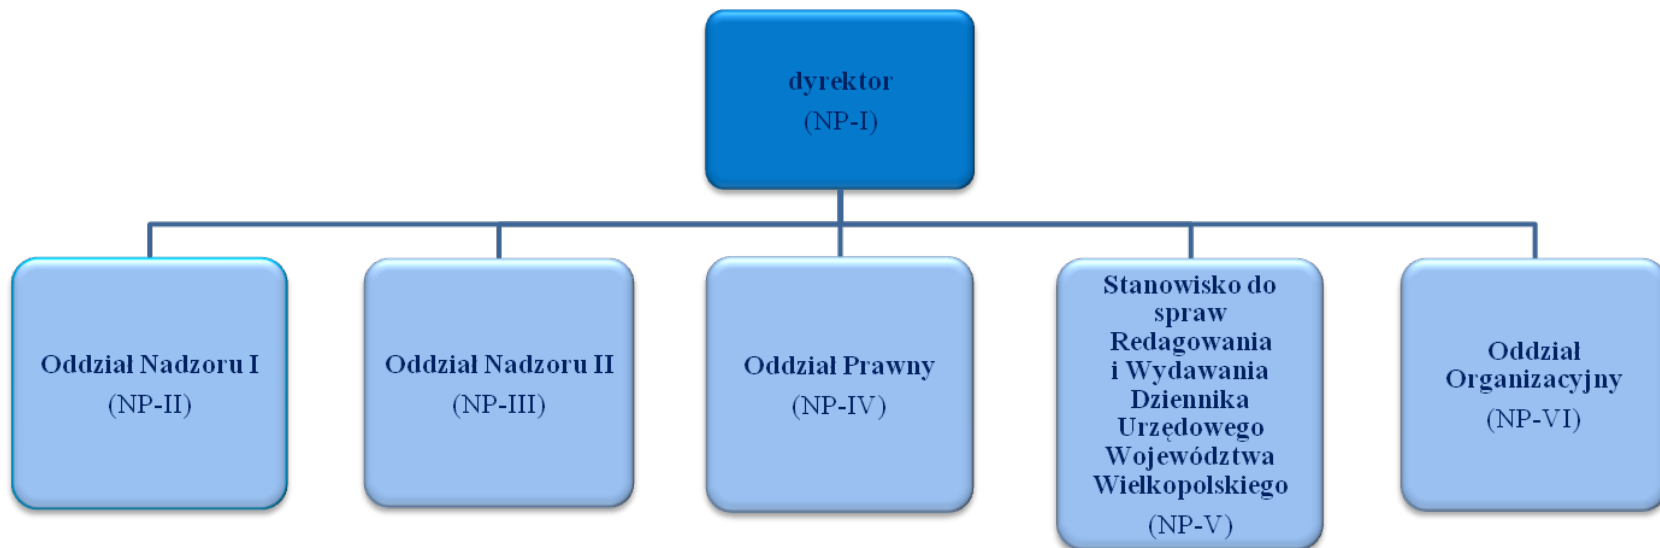 dyrektor
(NP-I)
Oddział Nadzoru I
(NP-II)
Oddział Nadzoru II
(NP-III)
Oddział Prawny
(NP-IV)
Stanowisko do
spraw
Redagowania
i Wydawania
Dziennika
Urzędowego
Województwa
Wielkopolskiego
(NP-V)
Oddział
Organizacyjny
(NP-VI)